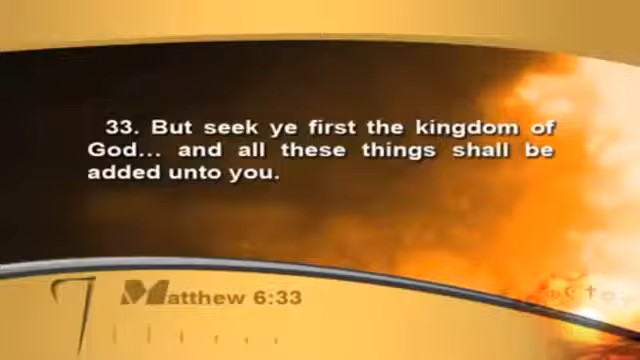 33. But seek ye first the kingdom of
God... and all these things shall be
added unto you.
Matthew 6:33